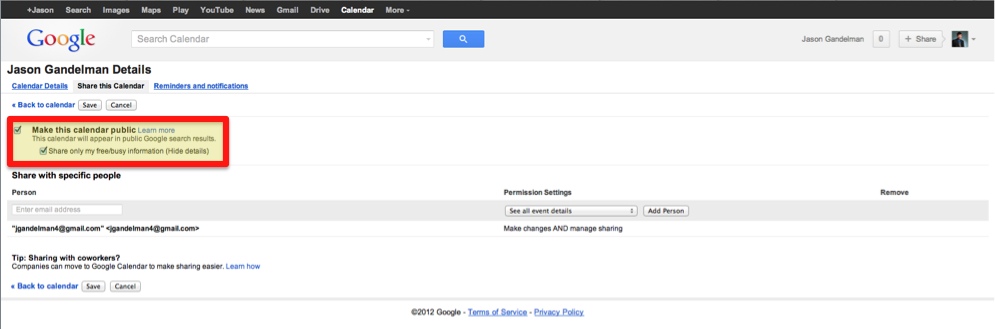 +Jason Search Images Maps Play YouTube News Gmail Drive Calendar More
Google Search Calendar Jason Gandelman 0 + Share
Jason Gandelman Details
Calendar Details Share this Calendar Reminders and notifications
« Back to calendar Save Cancel
Make this calendar public Learn more
This calendar will appear in public Google search results.
Share only my free/busy information (Hide details)
Share with specific people
Person Permission Settings Remove
Enter email address See all event details Add Person
"jgandelman4@gmail.com" <jgandelman4@gmail.com> Make changes AND manage sharing
Tip: Sharing with coworkers?
Companies can move to Google Calendar to make sharing easier. Learn how
« Back to calendar Save Cancel
©2012 Google - Terms of Service - Privacy Policy